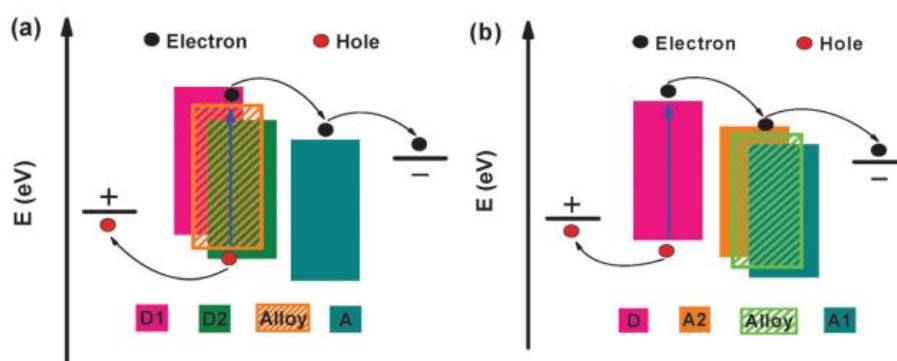 (a)
Electron
Hole
E (eV)
+
−
D1
D2
Alloy
A
(b)
Electron
Hole
E (eV)
+
−
D
A2
Alloy
A1